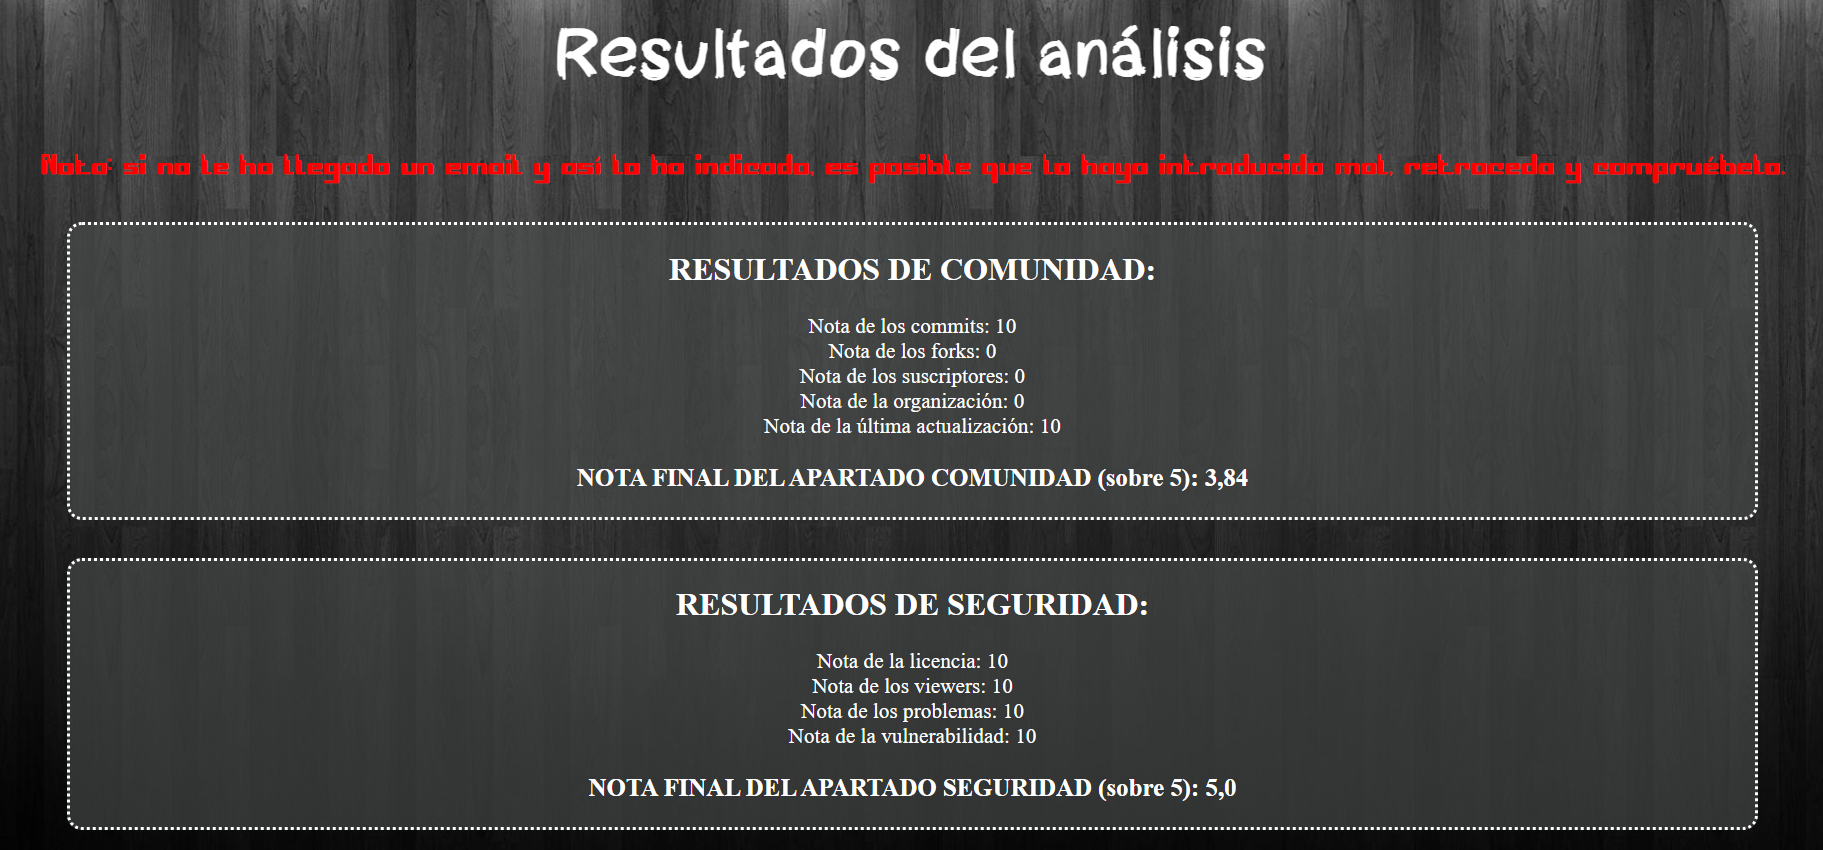 Resultados del análisis
Nota: si no le ha llegado un email y así lo ha indicado, es posible que lo haya introducido mal, retroceda y compruébelo.
RESULTADOS DE COMUNIDAD:
Nota de los commits: 10
Nota de los forks: 0
Nota de los suscriptores: 0
Nota de la organización: 0
Nota de la última actualización: 10
NOTA FINAL DEL APARTADO COMUNIDAD (sobre 5): 3,84
RESULTADOS DE SEGURIDAD:
Nota de la licencia: 10
Nota de los viewers: 10
Nota de los problemas: 10
Nota de la vulnerabilidad: 10
NOTA FINAL DEL APARTADO SEGURIDAD (sobre 5): 5,0